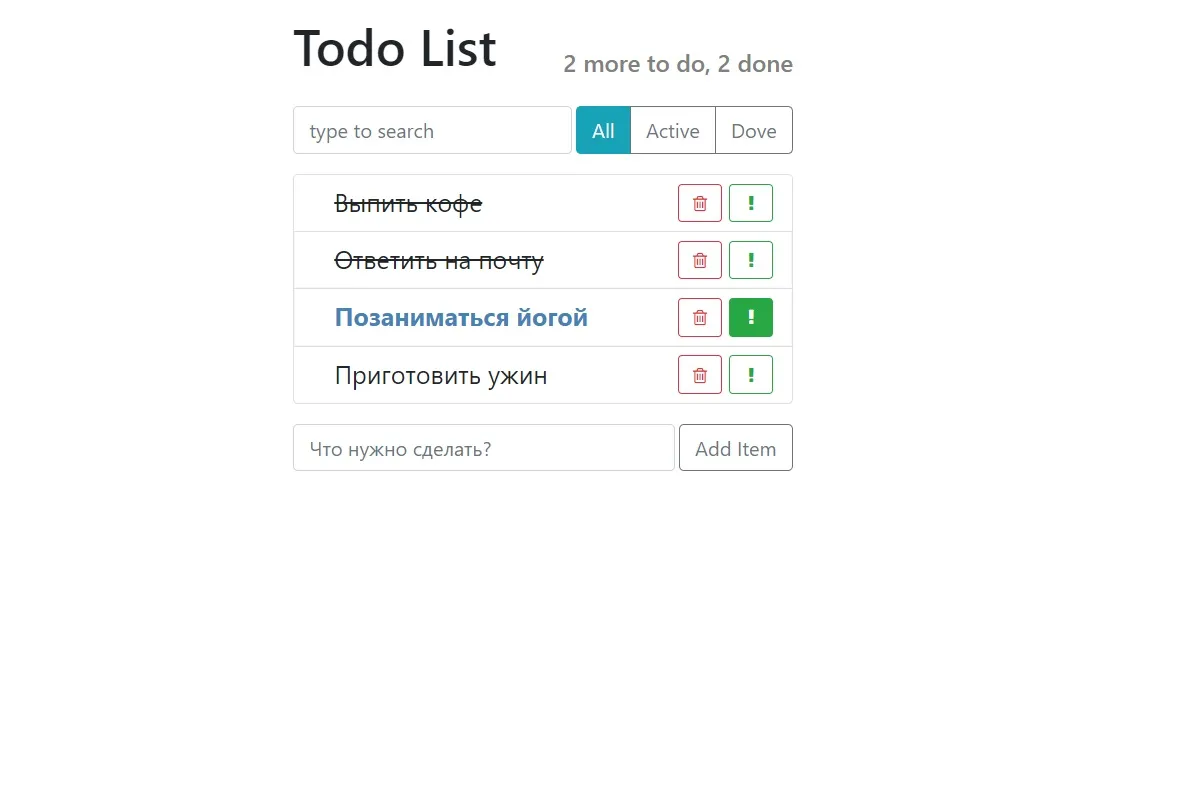 Todo List
2 more to do, 2 done
type to search
All Active Dove
Выпить кофе !
Ответить на почту !
Позаниматься йогой !
Приготовить ужин !
Что нужно сделать? Add Item